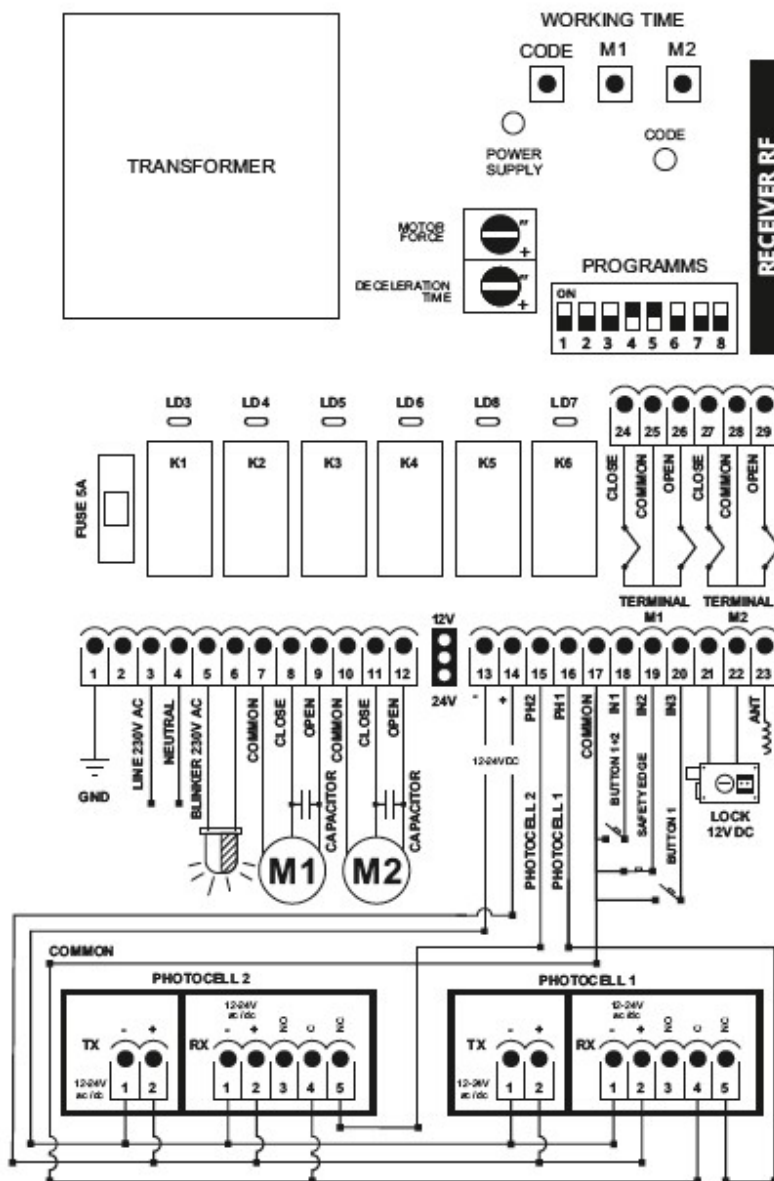 WORKING TIME
CODE M1 M2
POWER SUPPLY
CODE
RECEIVER RF
TRANSFORMER
MOTOR FORCE
DECELERATION TIME
PROGRAMMS
ON
1 2 3 4 5 6 7 8
LD3 LD4 LD5 LD6 LD8 LD7
K1 K2 K3 K4 K5 K6
FUSE 5A
24 25 26 27 28 29
CLOSE COMMON OPEN CLOSE COMMON OPEN
TERMINAL M1
TERMINAL M2
12V
24V
1 2 3 4 5 6 7 8 9 10 11 12
13 14 15 16 17 18 19 20 21 22 23
GND
LINE 230V AC
NEUTRAL
BLINKER 230V AC
COMMON
CLOSE
OPEN
CAPACITOR
COMMON
CLOSE
OPEN
CAPACITOR
M1
M2
- +
12-24VDC
PH2
PHOTOCELL 2
PH1
PHOTOCELL 1
COMMON
IN1
BUTTON 1+2
IN2
SAFETY EDGE
IN3
BUTTON 1
ANT
LOCK
12V DC
COMMON
PHOTOCELL 2
TX
- +
12-24V
ac/dc
1 2
RX
12-24V
ac/dc
- + NO C NC
1 2 3 4 5
PHOTOCELL 1
TX
- +
12-24V
ac/dc
1 2
RX
12-24V
ac/dc
- + NO C NC
1 2 3 4 5